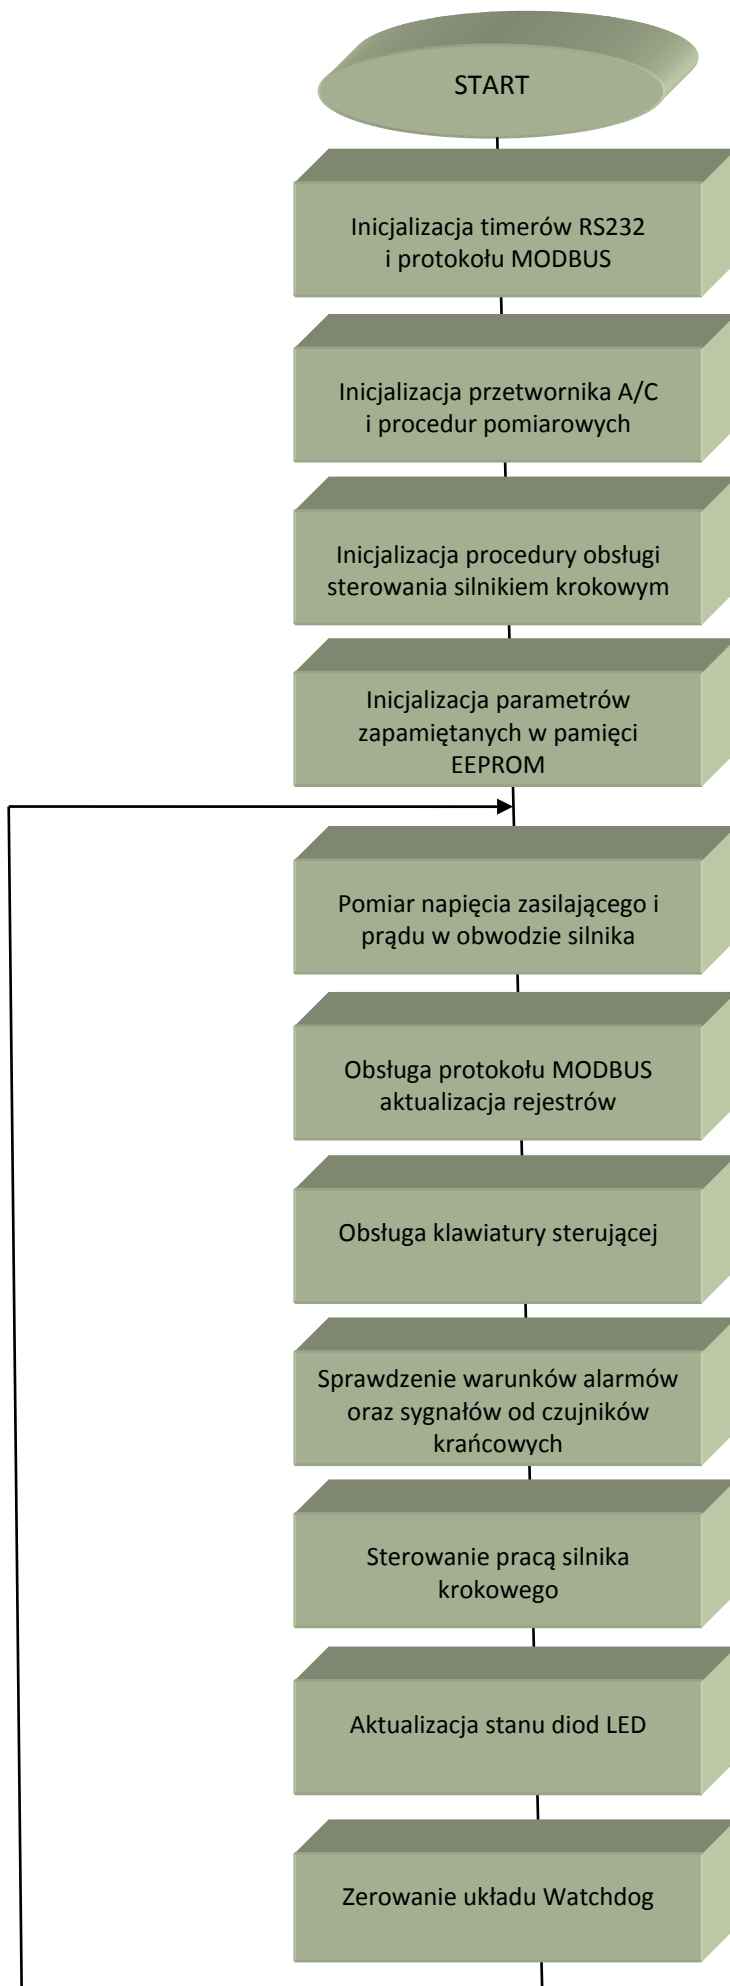 START
Inicjalizacja timerów RS232
i protokołu MODBUS
Inicjalizacja przetwornika A/C
i procedur pomiarowych
Inicjalizacja procedury obsługi
sterowania silnikiem krokowym
Inicjalizacja parametrów
zapamiętanych w pamięci
EEPROM
Pomiar napięcia zasilającego i
prądu w obwodzie silnika
Obsługa protokołu MODBUS
aktualizacja rejestrów
Obsługa klawiatury sterującej
Sprawdzenie warunków alarmów
oraz sygnałów od czujników
krańcowych
Sterowanie pracą silnika
krokowego
Aktualizacja stanu diod LED
Zerowanie układu Watchdog